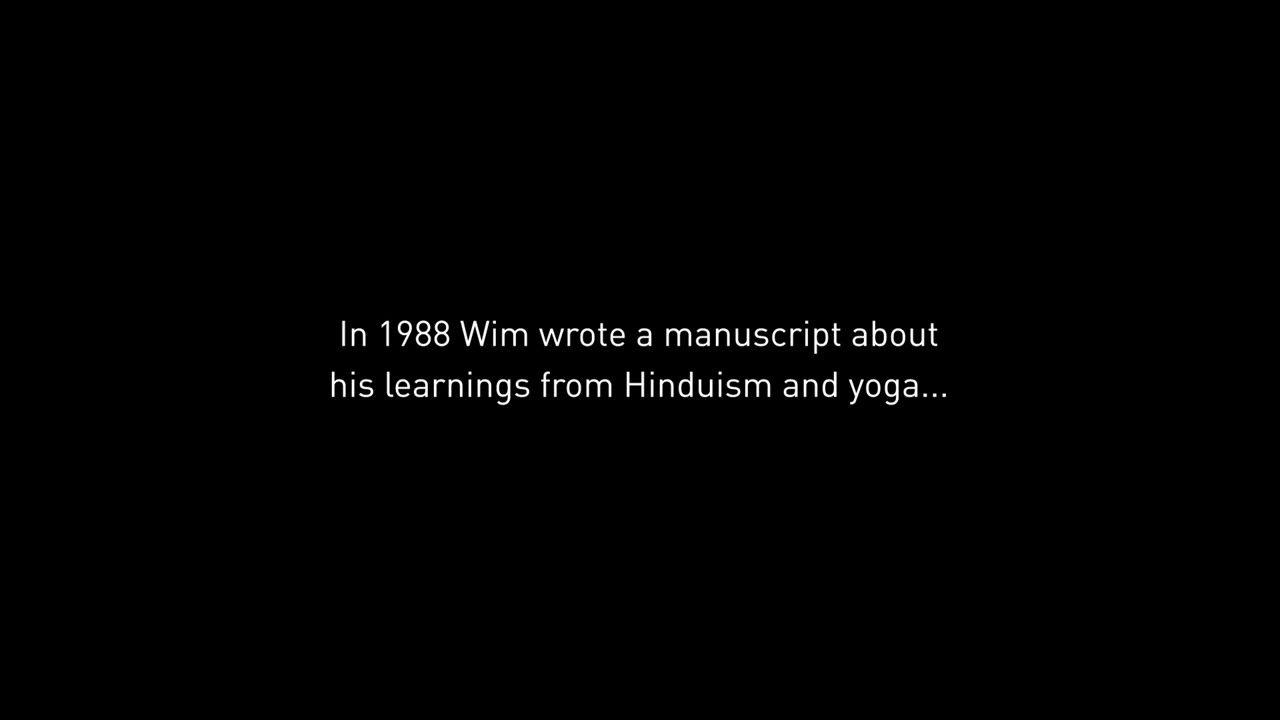 In 1988 Wim wrote a manuscript about
his learnings from Hinduism and yoga...